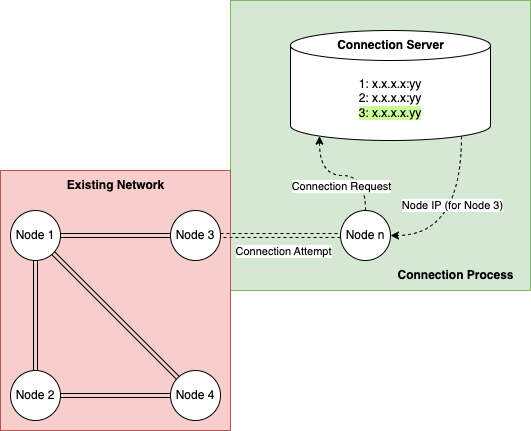 Connection Server
1: x.x.x.x:yy
2: x.x.x.x:yy
3: x.x.x.x.yy
Connection Request
Node IP (for Node 3)
Existing Network
Node 1
Node 3
Node n
Connection Attempt
Connection Process
Node 2
Node 4